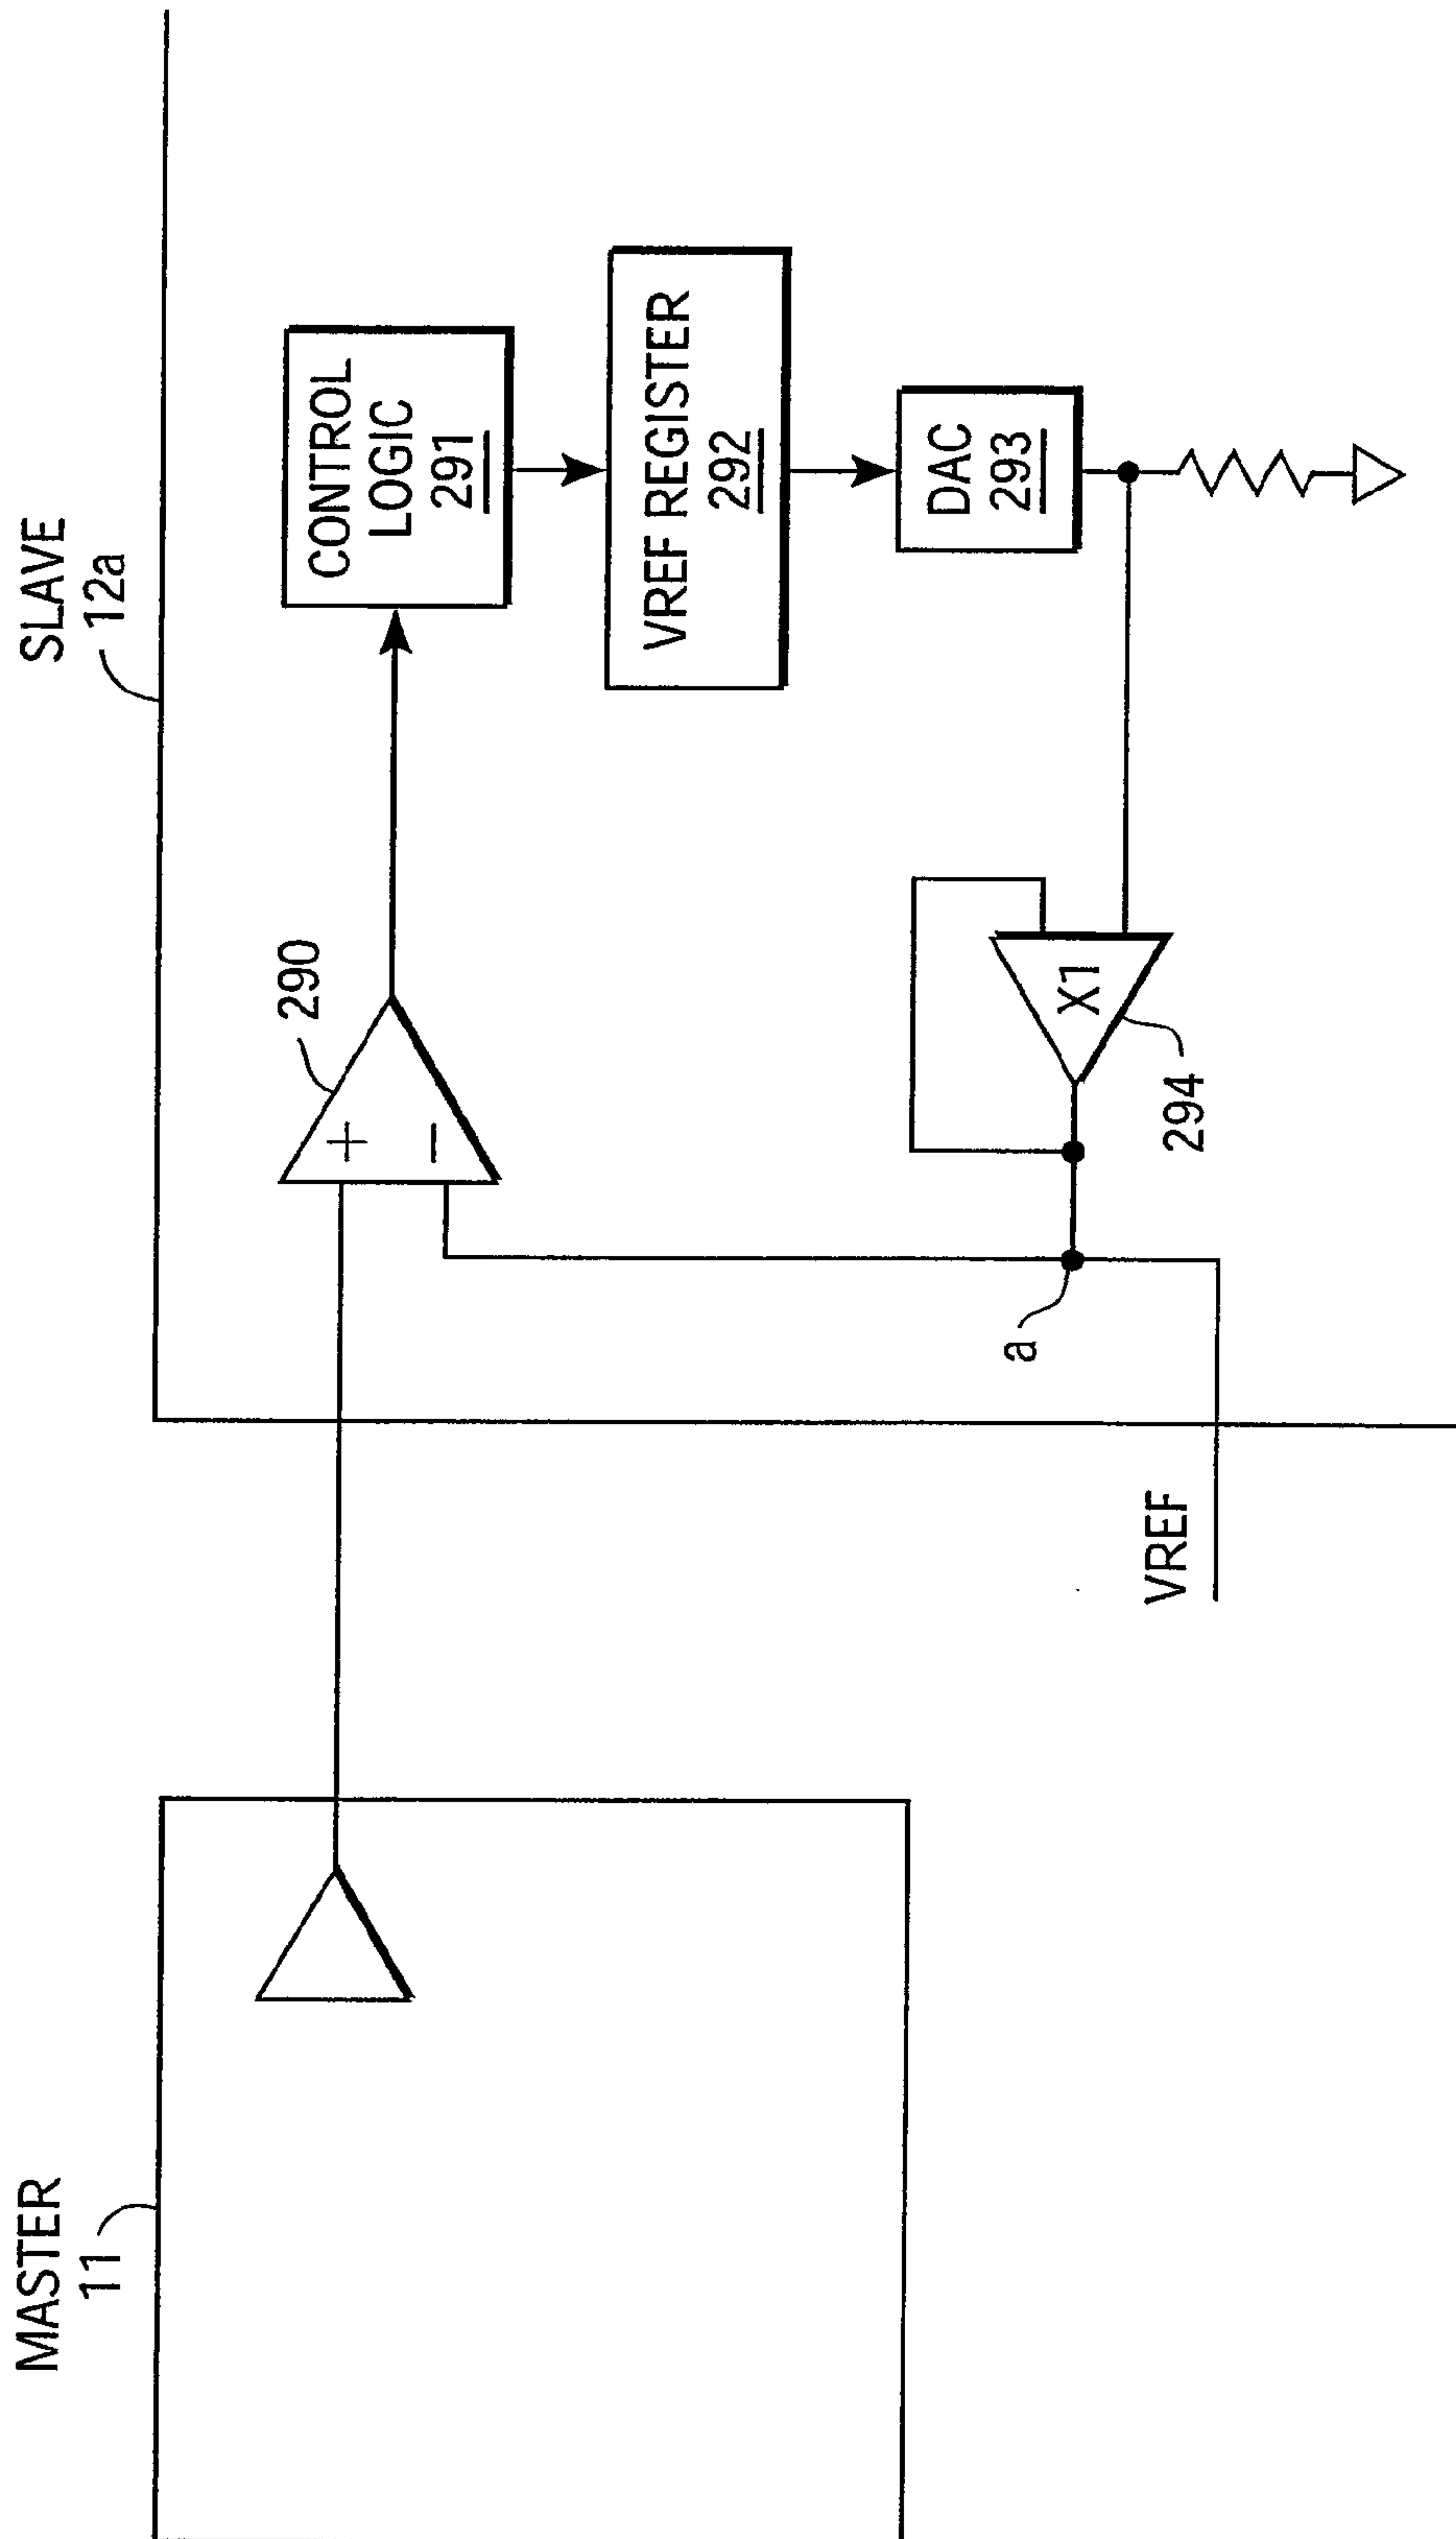 MASTER
11
SLAVE
12a
290
+
−
CONTROL
LOGIC
291
VREF REGISTER
292
DAC
293
X1
294
a
VREF